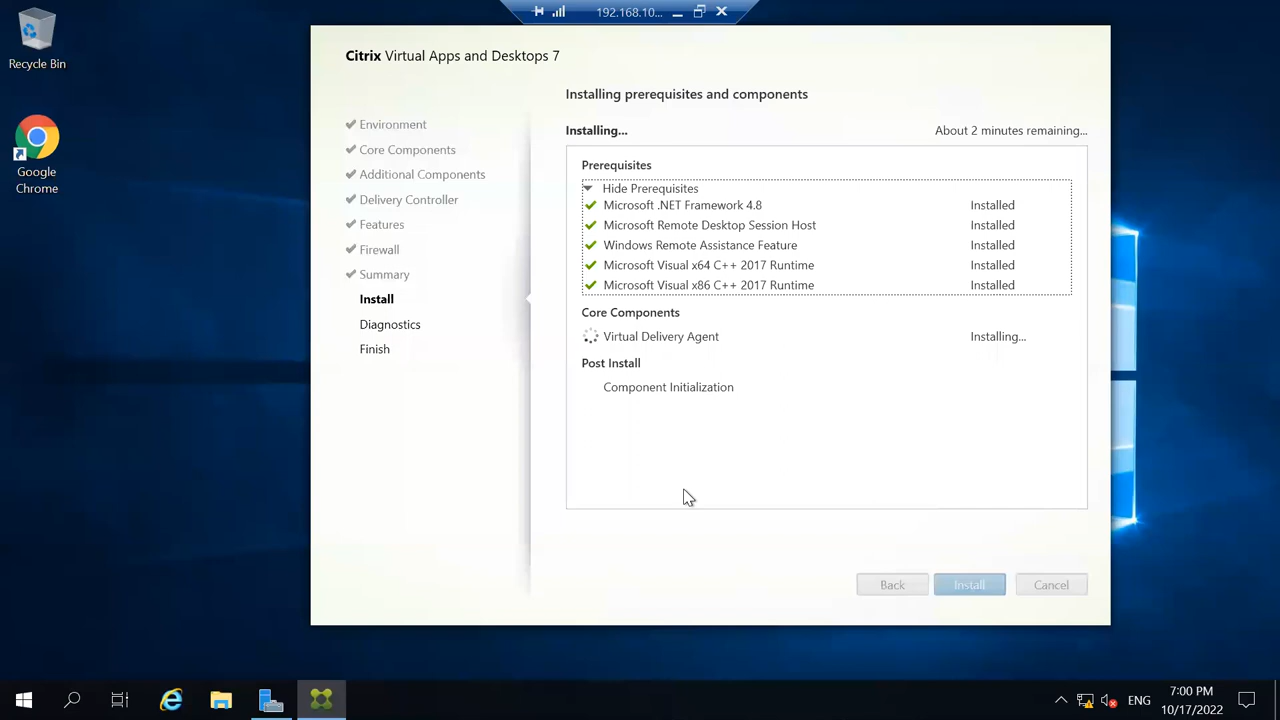 192.168.10...
Recycle Bin
Google
Chrome
Citrix Virtual Apps and Desktops 7
Environment
Core Components
Additional Components
Delivery Controller
Features
Firewall
Summary
Install
Diagnostics
Finish
Installing prerequisites and components
Installing... About 2 minutes remaining...
Prerequisites
Hide Prerequisites
Microsoft .NET Framework 4.8 Installed
Microsoft Remote Desktop Session Host Installed
Windows Remote Assistance Feature Installed
Microsoft Visual x64 C++ 2017 Runtime Installed
Microsoft Visual x86 C++ 2017 Runtime Installed
Core Components
Virtual Delivery Agent Installing...
Post Install
Component Initialization
Back Install Cancel
ENG
7:00 PM
10/17/2022